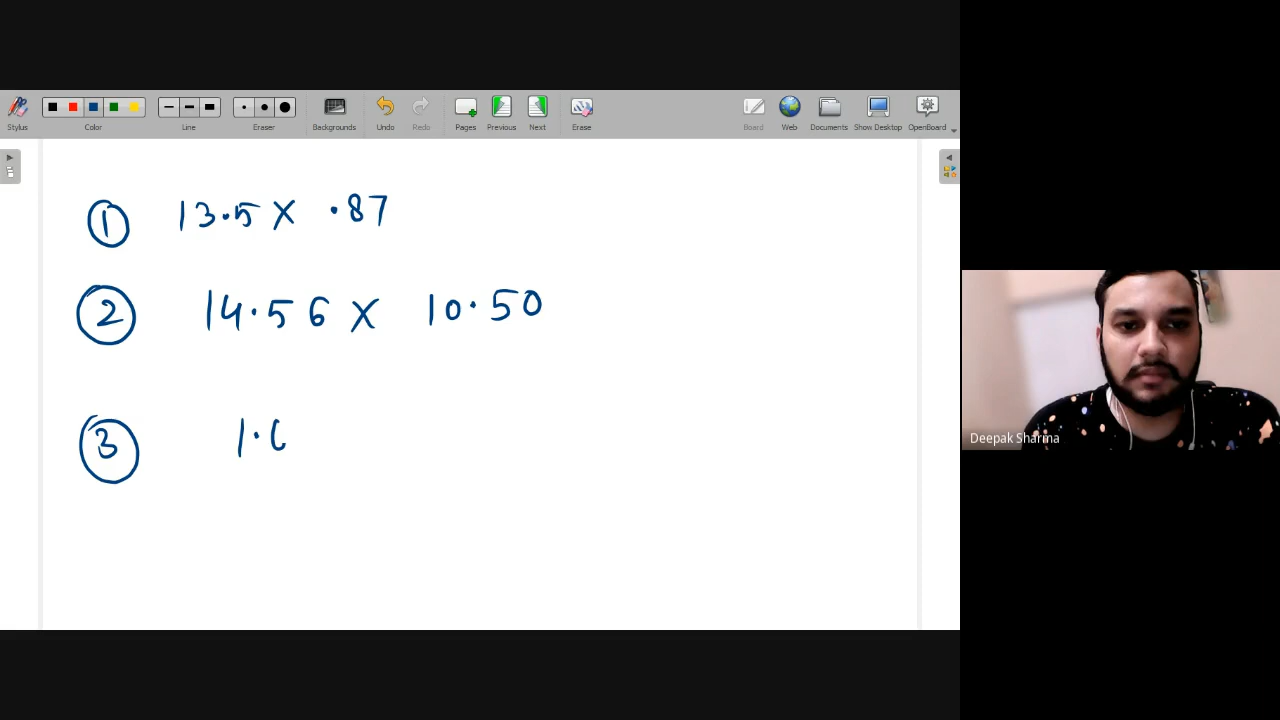 Stylus
Color
Line
Eraser
Backgrounds
Undo
Redo
Pages
Previous
Next
Erase
Board
Web
Documents
Show Desktop
OpenBoard
① 13.5 X .87
② 14.56 X 10.50
③ 1.
Deepak Sharma